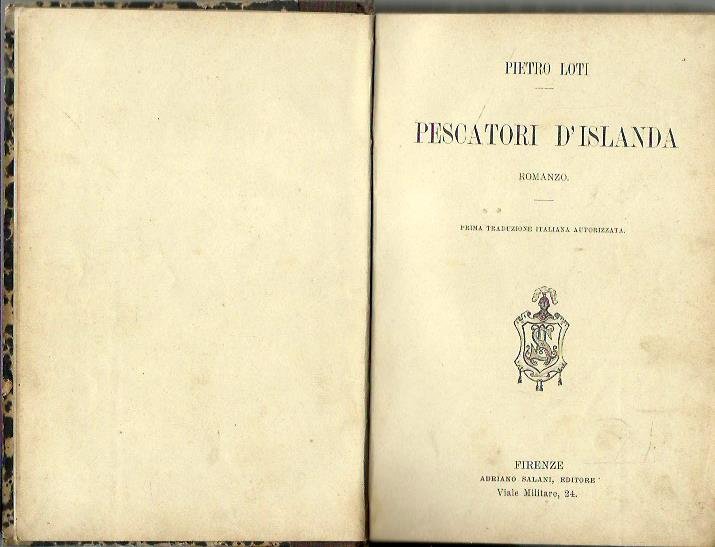 PIETRO LOTI
PESCATORI D'ISLANDA
ROMANZO.
PRIMA TRADUZIONE ITALIANA AUTORIZZATA.
FIRENZE
ADRIANO SALANI, EDITORE
Viale Militare, 24.